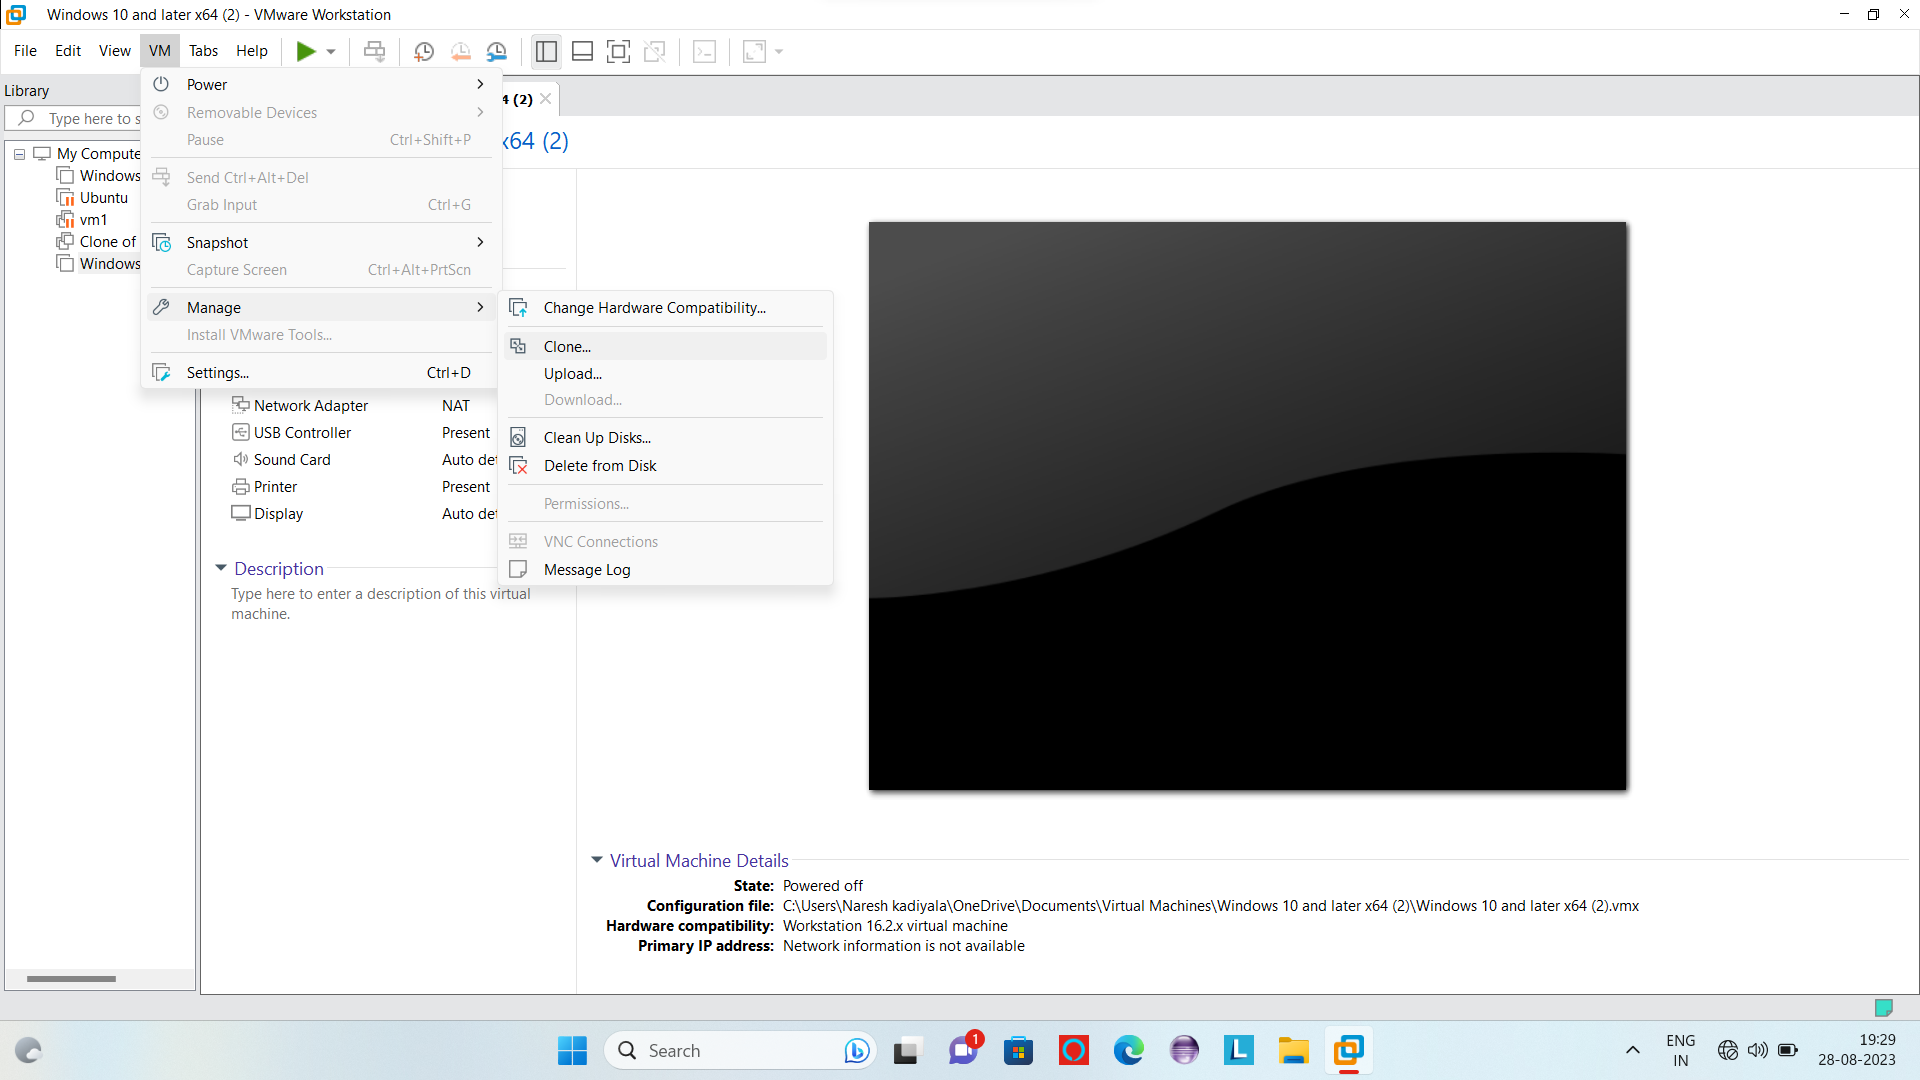 Windows 10 and later x64 (2) - VMware Workstation
File Edit View VM Tabs Help
Library
Type here to s
My Compute
Windows
Ubuntu
vm1
Clone of
Windows
Power
Removable Devices
Pause Ctrl+Shift+P
Send Ctrl+Alt+Del
Grab Input Ctrl+G
Snapshot
Capture Screen Ctrl+Alt+PrtScn
Manage
Install VMware Tools...
Settings... Ctrl+D
4 (2)
x64 (2)
Change Hardware Compatibility...
Clone...
Upload...
Download...
Clean Up Disks...
Delete from Disk
Permissions...
VNC Connections
Message Log
Network Adapter NAT
USB Controller Present
Sound Card Auto det
Printer Present
Display Auto det
Description
Type here to enter a description of this virtual
machine.
Virtual Machine Details
State: Powered off
Configuration file: C:\Users\Naresh kadiyala\OneDrive\Documents\Virtual Machines\Windows 10 and later x64 (2)\Windows 10 and later x64 (2).vmx
Hardware compatibility: Workstation 16.2.x virtual machine
Primary IP address: Network information is not available
Search
1
L
ENG
IN
19:29
28-08-2023